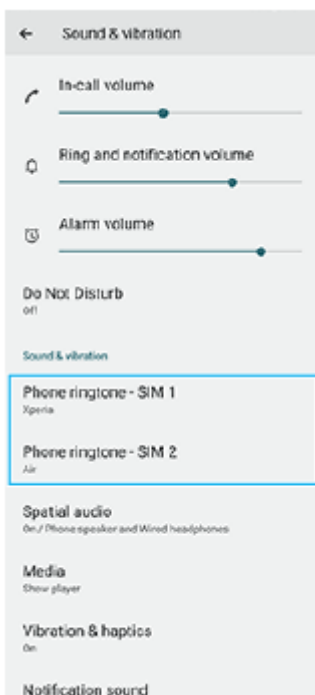 Sound & vibration
In-call volume
Ring and notification volume
Alarm volume
Do Not Disturb
Off
Sound & vibration
Phone ringtone - SIM 1
Xperia
Phone ringtone - SIM 2
Air
Spatial audio
On / Phone speaker and Wired headphones
Media
Show player
Vibration & haptics
On
Notification sound